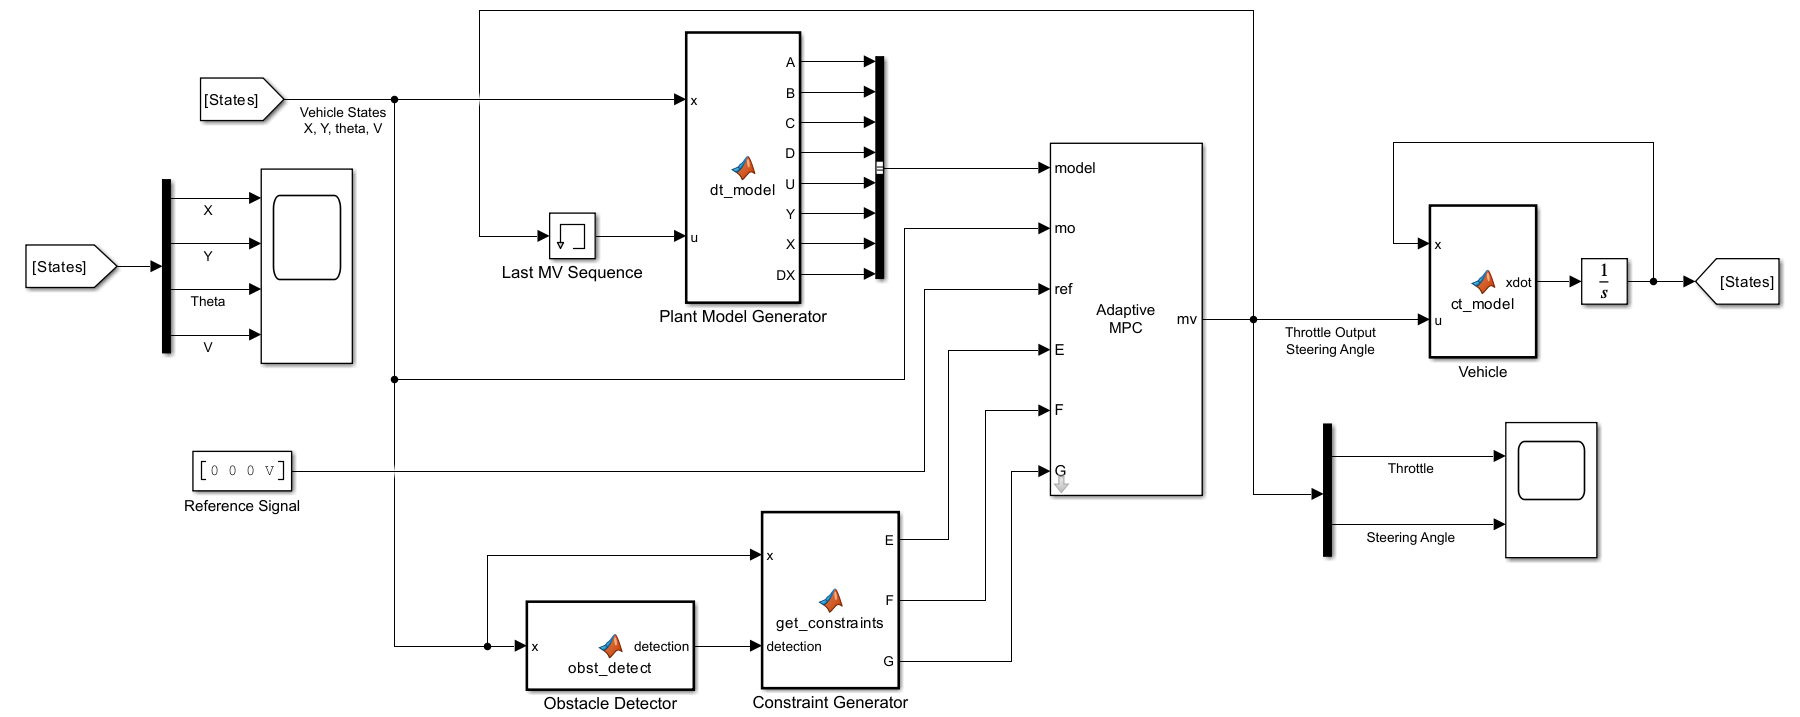 [States]
Vehicle States
X, Y, theta, V
[States]
X
Y
Theta
V
x
u
dt_model
A
B
C
D
U
Y
X
DX
Plant Model Generator
Last MV Sequence
[ 0 0 0 V ]
Reference Signal
x
detection
obst_detect
Obstacle Detector
x
detection
get_constraints
E
F
G
Constraint Generator
model
mo
ref
E
F
G
Adaptive
MPC
mv
Throttle Output
Steering Angle
x
u
xdot
ct_model
Vehicle
1
s
[States]
Throttle
Steering Angle